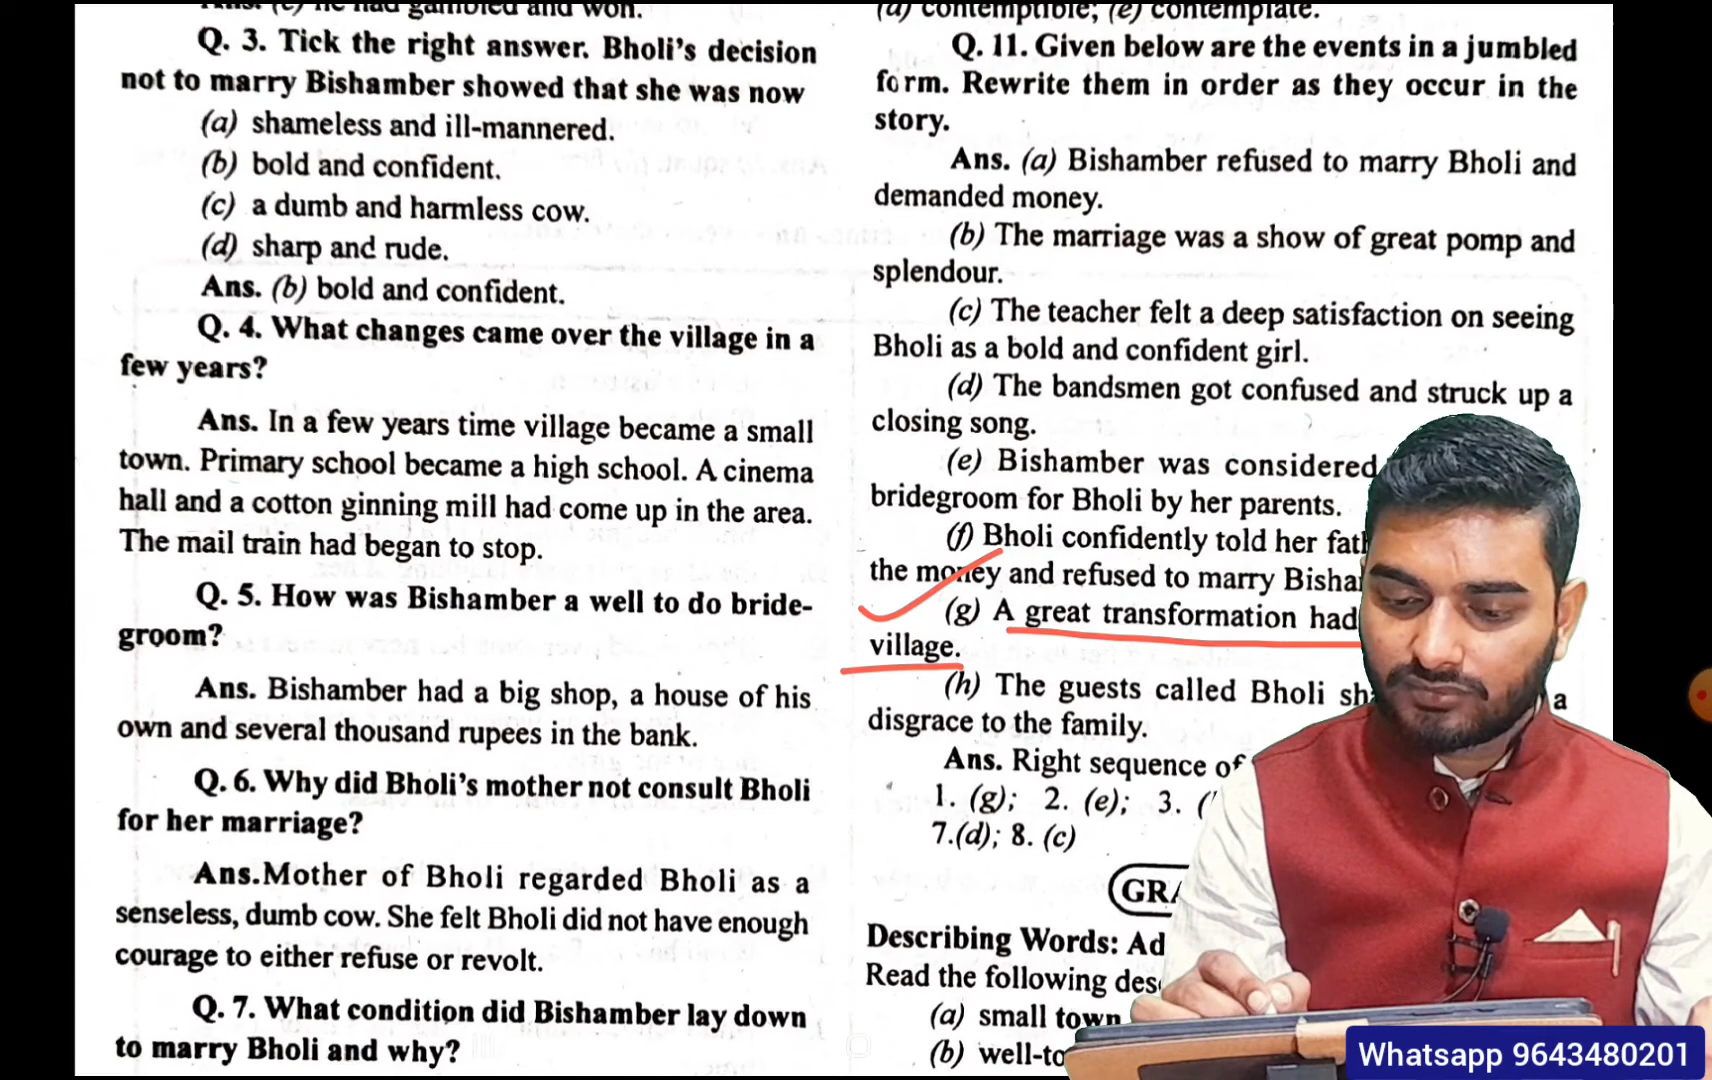 Ans. (c) he had gambled and won.
Q. 3. Tick the right answer. Bholi's decision
not to marry Bishamber showed that she was now
(a) shameless and ill-mannered.
(b) bold and confident.
(c) a dumb and harmless cow.
(d) sharp and rude.
Ans. (b) bold and confident.
Q. 4. What changes came over the village in a
few years?
Ans. In a few years time village became a small
town. Primary school became a high school. A cinema
hall and a cotton ginning mill had come up in the area.
The mail train had began to stop.
Q. 5. How was Bishamber a well to do bride-
groom?
Ans. Bishamber had a big shop, a house of his
own and several thousand rupees in the bank.
Q. 6. Why did Bholi's mother not consult Bholi
for her marriage?
Ans.Mother of Bholi regarded Bholi as a
senseless, dumb cow. She felt Bholi did not have enough
courage to either refuse or revolt.
Q. 7. What condition did Bishamber lay down
to marry Bholi and why?
(d) contemptible; (e) contemplate.
Q. 11. Given below are the events in a jumbled
form. Rewrite them in order as they occur in the
story.
Ans. (a) Bishamber refused to marry Bholi and
demanded money.
(b) The marriage was a show of great pomp and
splendour.
(c) The teacher felt a deep satisfaction on seeing
Bholi as a bold and confident girl.
(d) The bandsmen got confused and struck up a
closing song.
(e) Bishamber was considered
bridegroom for Bholi by her parents.
(f) Bholi confidently told her
the money and refused to marry
(g) A great transformation had
village.
(h) The guests called Bholi a
disgrace to the family.
Ans. Right sequence of
1. (g); 2. (e); 3.
7.(d); 8. (c)
Describing Words:
Read the following
(a) small town
(b)
Whatsapp 9643480201